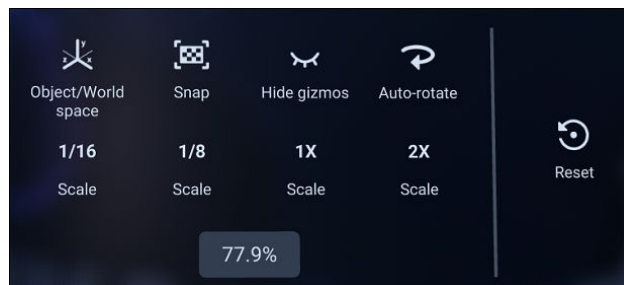 Object/World
space
Snap
Hide gizmos
Auto-rotate
1/16
Scale
1/8
Scale
1X
Scale
2X
Scale
Reset
77.9%